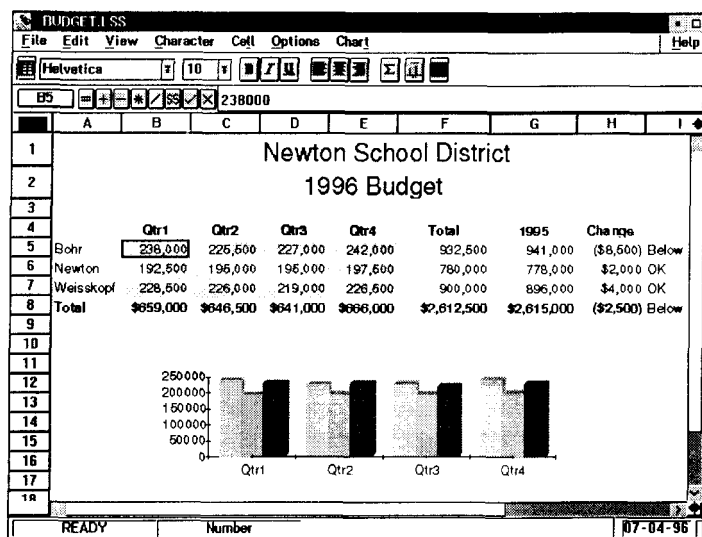 BUDGET.LSS
File Edit View Character Cell Options Chart Help
Helvetica 10 B I U Σ
B5 = + - * / $$ 238000
A B C D E F G H I
1 Newton School District
2 1996 Budget
3
4 Qtr1 Qtr2 Qtr3 Qtr4 Total 1995 Change
5 Bohr 238,000 225,500 227,000 242,000 932,500 941,000 ($8,500) Below
6 Newton 192,500 195,000 195,000 197,500 780,000 778,000 $2,000 OK
7 Weisskopf 228,500 226,000 219,000 226,500 900,000 896,000 $4,000 OK
8 Total $659,000 $646,500 $641,000 $666,000 $2,612,500 $2,615,000 ($2,500) Below
9
10
11
12 250000
13 200000
14 150000
100000
15 50000
16 0
Qtr1 Qtr2 Qtr3 Qtr4
17
18
READY Number 07-04-96